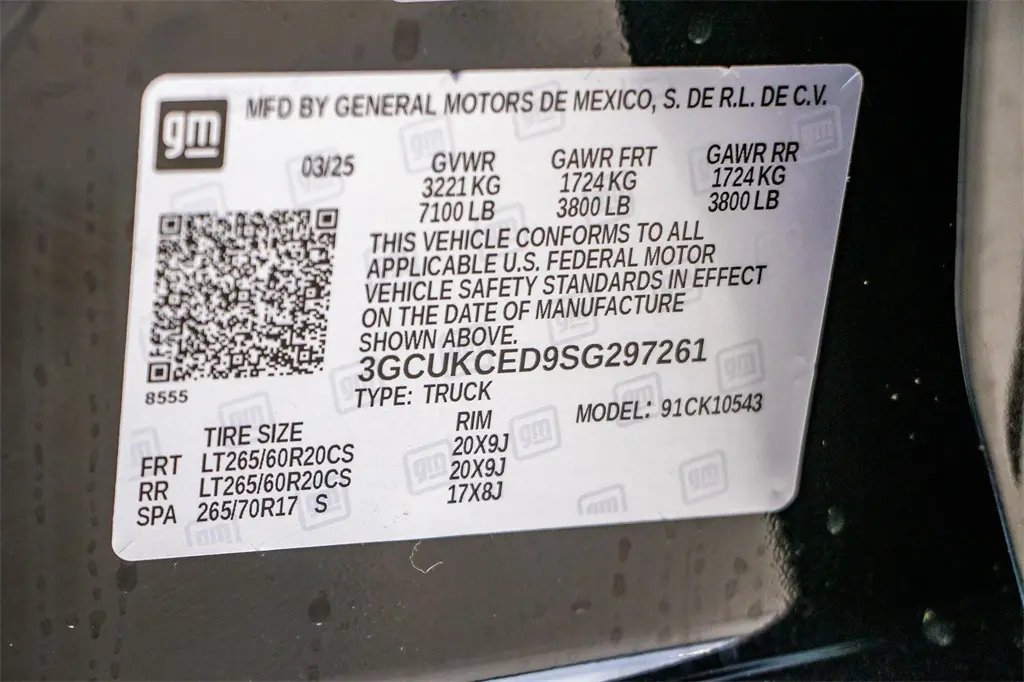 gm
MFD BY GENERAL MOTORS DE MEXICO, S. DE R.L. DE C.V.
03/25 GVWR GAWR FRT GAWR RR
3221 KG 1724 KG 1724 KG
7100 LB 3800 LB 3800 LB
THIS VEHICLE CONFORMS TO ALL
APPLICABLE U.S. FEDERAL MOTOR
VEHICLE SAFETY STANDARDS IN EFFECT
ON THE DATE OF MANUFACTURE
SHOWN ABOVE.
3GCUKCED9SG297261
8555
TYPE: TRUCK
MODEL: 91CK10543
TIRE SIZE RIM
FRT LT265/60R20CS 20X9J
RR LT265/60R20CS 20X9J
SPA 265/70R17 S 17X8J